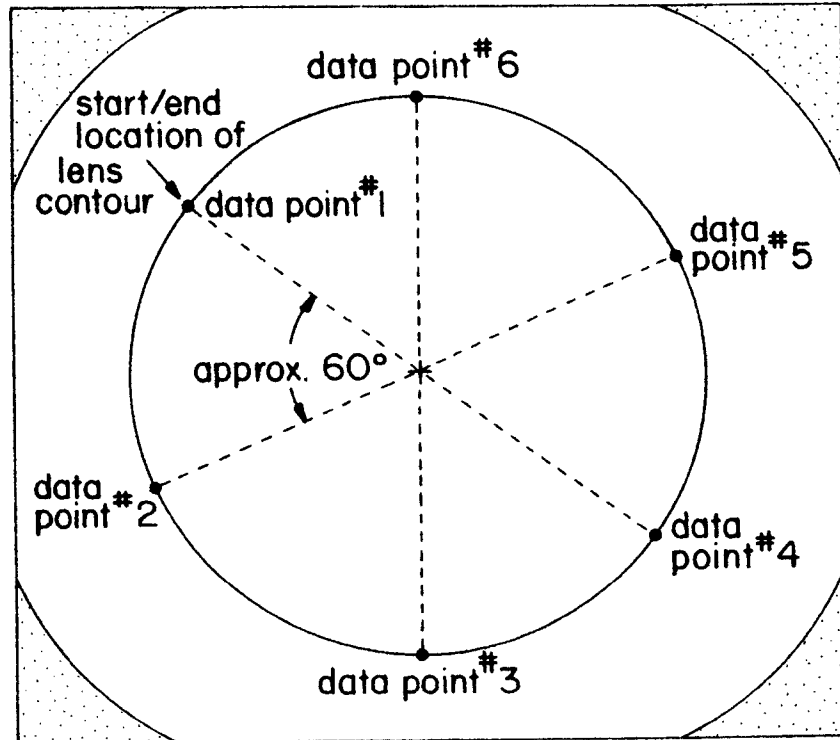 data point #6
start/end
location of
lens
contour
data point #1
data
point #5
approx. 60°
data
point #2
data
point #4
data point #3